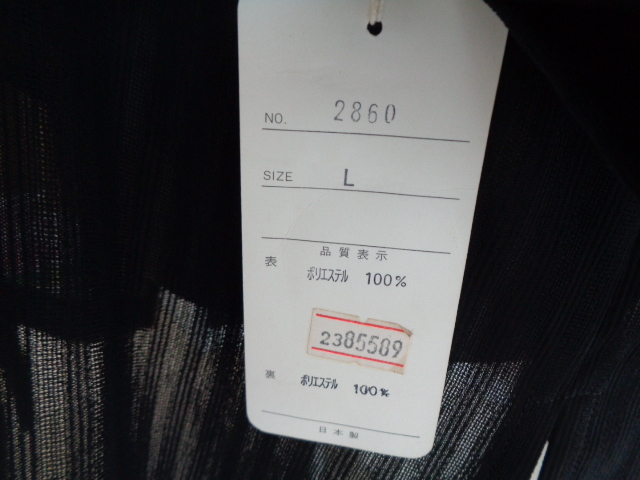 NO. 2860
SIZE L
品質表示
表 ポリエステル 100%
2385589
裏 ポリエステル 100%
日本製